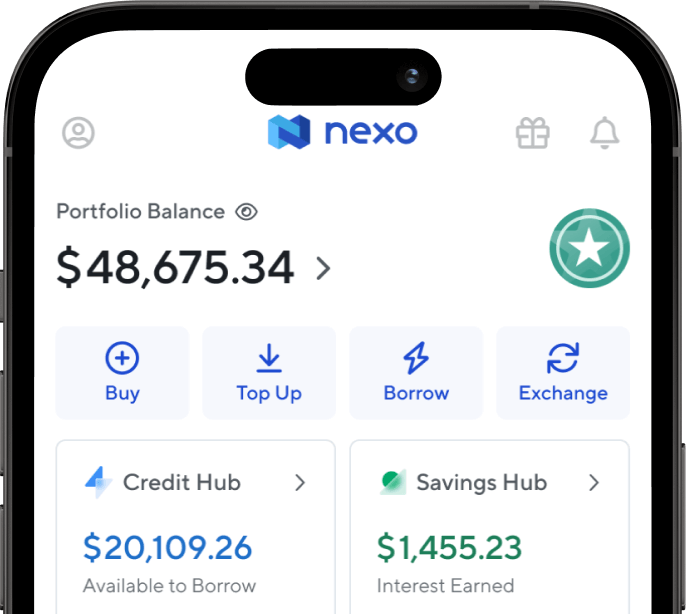 nexo
Portfolio Balance
$48,675.34
Buy
Top Up
Borrow
Exchange
Credit Hub
Savings Hub
$20,109.26
$1,455.23
Available to Borrow
Interest Earned